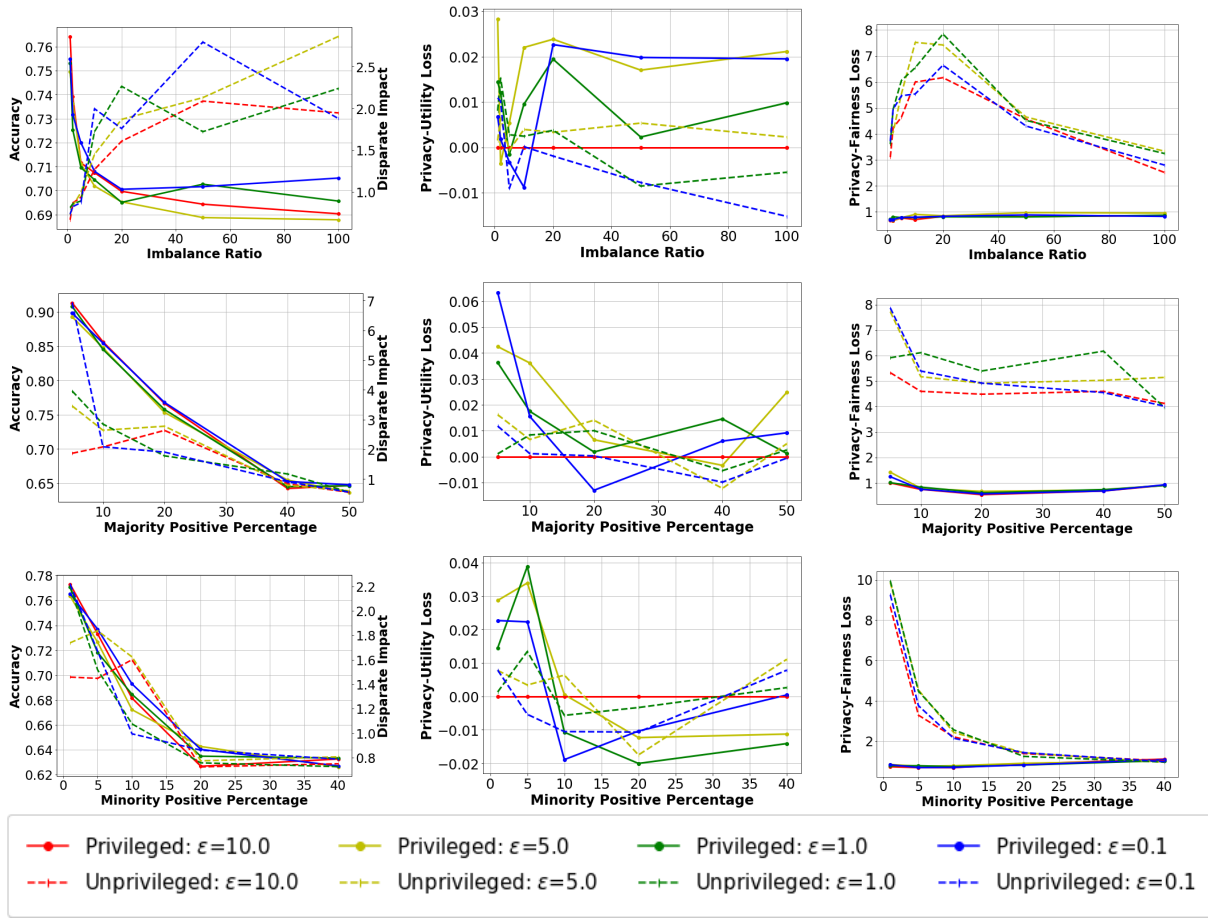 0.76
0.75
0.74
0.73
0.72
0.71
0.70
0.69
Accuracy
2.5
2.0
1.5
1.0
Disparate Impact
0 20 40 60 80 100
Imbalance Ratio
0.03
0.02
0.01
0.00
−0.01
Privacy-Utility Loss
0 20 40 60 80 100
Imbalance Ratio
8
7
6
5
4
3
2
1
Privacy-Fairness Loss
0 20 40 60 80 100
Imbalance Ratio
0.90
0.85
0.80
0.75
0.70
0.65
Accuracy
7
6
5
4
3
2
1
Disparate Impact
10 20 30 40 50
Majority Positive Percentage
0.06
0.05
0.04
0.03
0.02
0.01
0.00
−0.01
Privacy-Utility Loss
10 20 30 40 50
Majority Positive Percentage
8
7
6
5
4
3
2
1
Privacy-Fairness Loss
10 20 30 40 50
Majority Positive Percentage
0.78
0.76
0.74
0.72
0.70
0.68
0.66
0.64
0.62
Accuracy
2.2
2.0
1.8
1.6
1.4
1.2
1.0
0.8
Disparate Impact
0 5 10 15 20 25 30 35 40
Minority Positive Percentage
0.04
0.03
0.02
0.01
0.00
−0.01
−0.02
Privacy-Utility Loss
0 5 10 15 20 25 30 35 40
Minority Positive Percentage
10
8
6
4
2
Privacy-Fairness Loss
0 5 10 15 20 25 30 35 40
Minority Positive Percentage
Privileged: ε=10.0 Privileged: ε=5.0 Privileged: ε=1.0 Privileged: ε=0.1
Unprivileged: ε=10.0 Unprivileged: ε=5.0 Unprivileged: ε=1.0 Unprivileged: ε=0.1